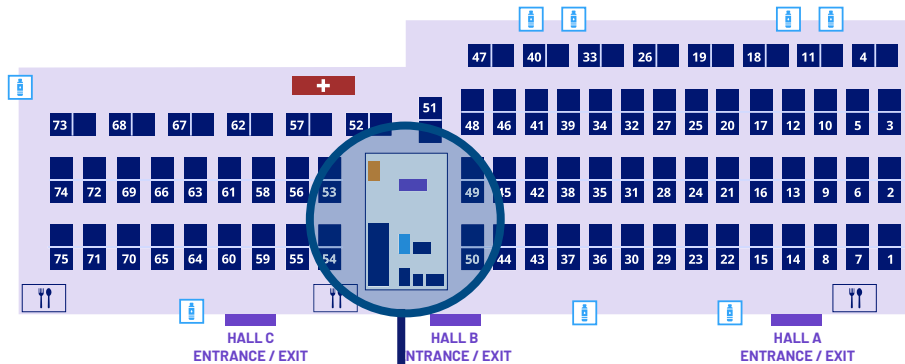 47 40 33 26 19 18 11 4
51
73 68 67 62 57 52 48 46 41 39 34 32 27 25 20 17 12 10 5 3
74 72 69 66 63 61 58 56 53 49 45 42 38 35 31 28 24 21 16 13 9 6 2
75 71 70 65 64 60 59 55 54 50 44 43 37 36 30 29 23 22 15 14 8 7 1
HALL C
ENTRANCE / EXIT
HALL B
NTRANCE / EXIT
HALL A
ENTRANCE / EXIT